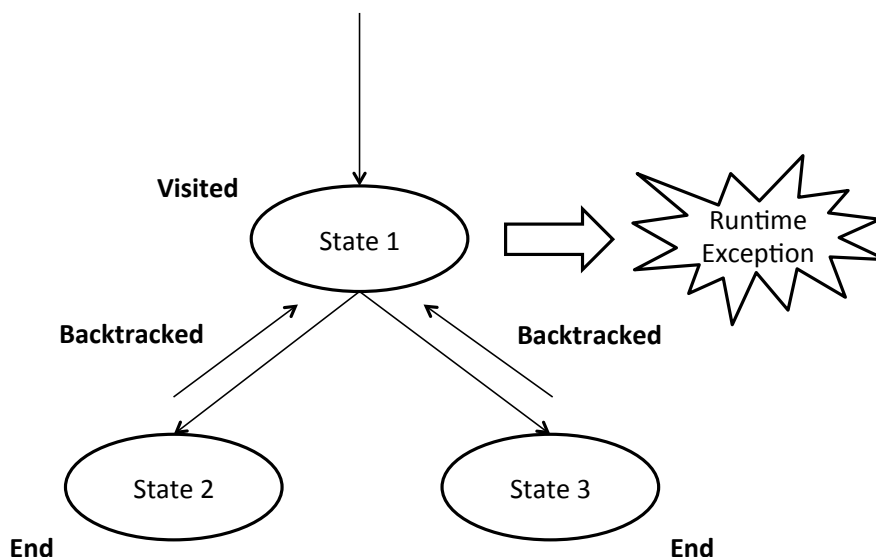 Visited
State 1
Runtime
Exception
Backtracked
Backtracked
State 2
State 3
End
End